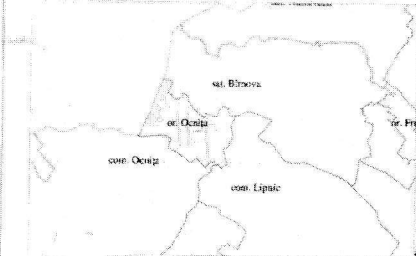 sat. Bîrnova
or. Ocnița
or. Fr
com. Ocnița
com. Lipnic